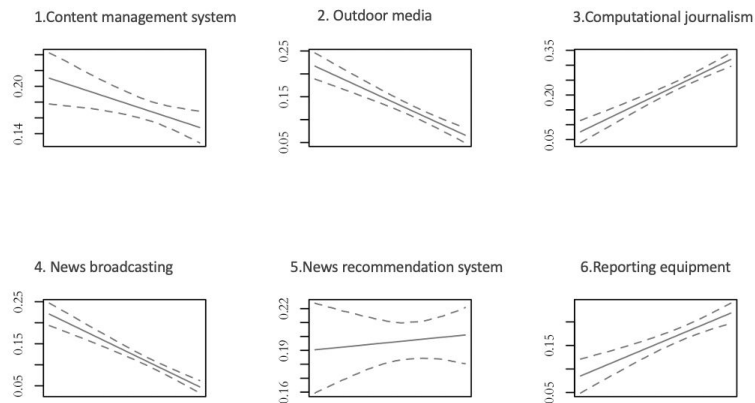 1.Content management system
2. Outdoor media
3.Computational journalism
0.20
0.14
0.25
0.15
0.05
0.35
0.20
0.05
4. News broadcasting
5.News recommendation system
6.Reporting equipment
0.25
0.15
0.05
0.22
0.19
0.16
0.15
0.05